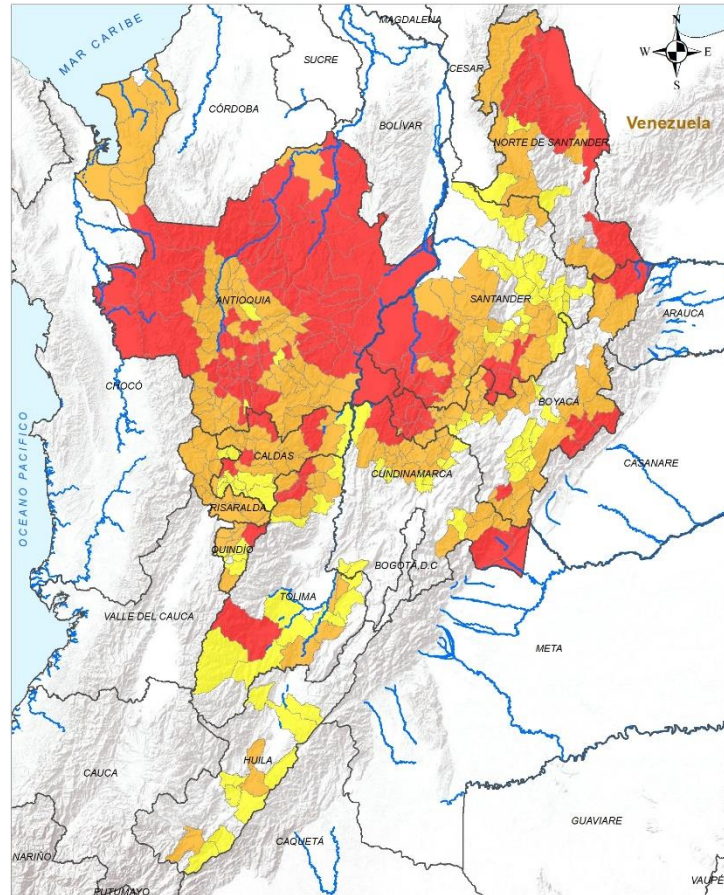 MAGDALENA
N
MAR CARIBE
SUCRE
CESAR
W
E
S
CÓRDOBA
BOLÍVAR
Venezuela
NORTE DE SANTANDER
ANTIOQUIA
SANTANDER
ARAUCA
CHOCÓ
BOYACÁ
CALDAS
CUNDINAMARCA
CASANARE
OCEANO PACIFICO
RISARALDA
QUINDÍO
BOGOTÁ, D.C
TOLIMA
VALLE DEL CAUCA
META
HUILA
CAUCA
GUAVIARE
CAQUETÁ
NARIÑO
PUTUMAYO
VAUPÉ